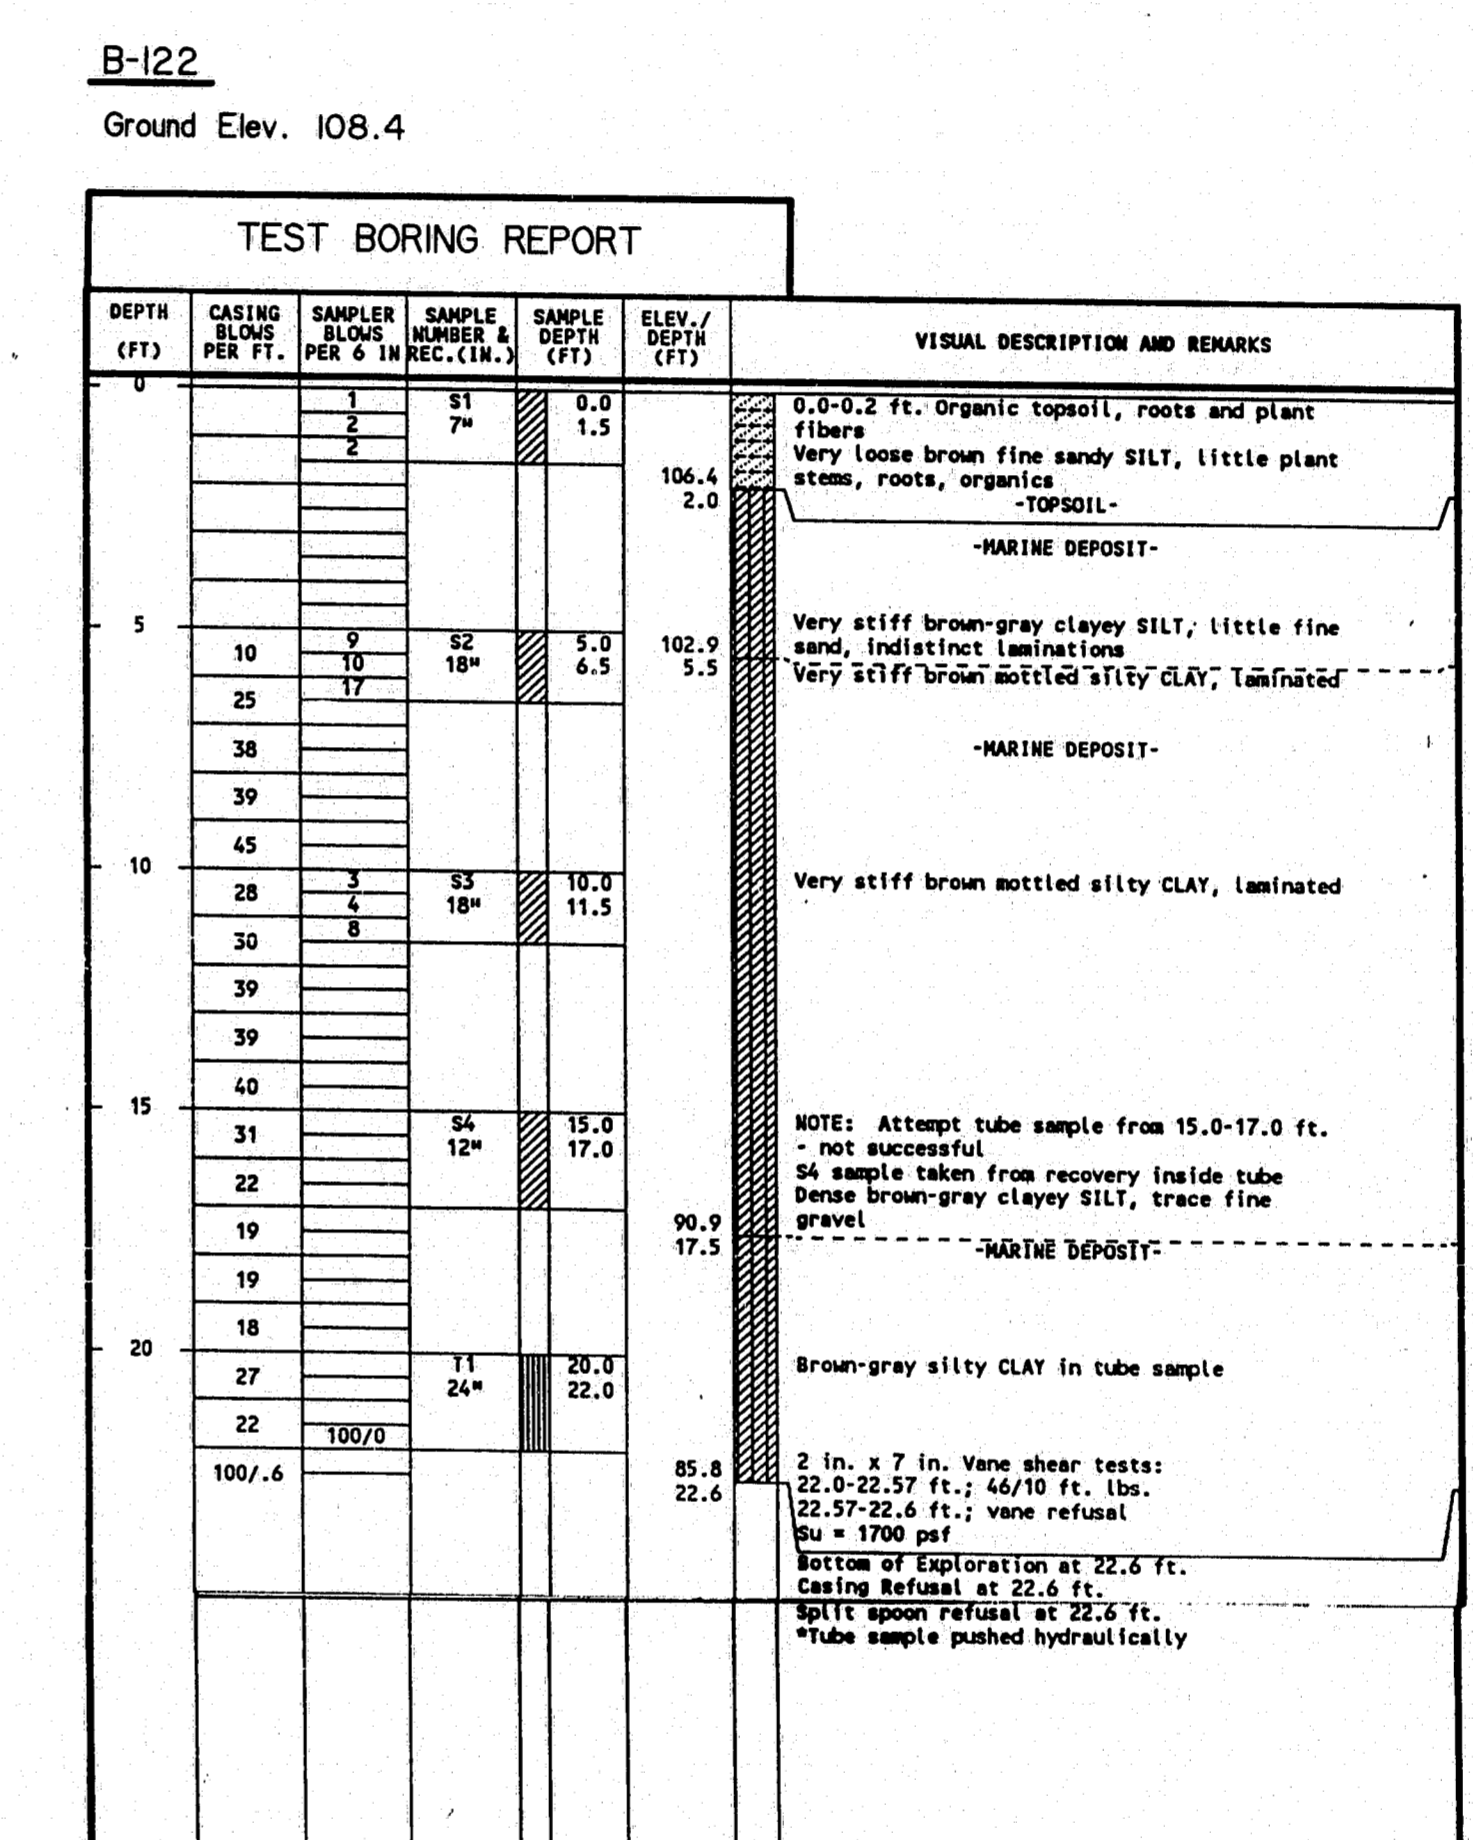 B-122
Ground Elev. 108.4
TEST BORING REPORT
DEPTH (FT) | CASING BLOWS PER FT. | SAMPLER BLOWS PER 6 IN | SAMPLE NUMBER & REC.(IN.) | SAMPLE DEPTH (FT) | ELEV./ DEPTH (FT) | VISUAL DESCRIPTION AND REMARKS
0
1 S1 0.0 0.0-0.2 ft. Organic topsoil, roots and plant
2 7" 1.5 fibers
2 Very loose brown fine sandy SILT, little plant
106.4 stems, roots, organics
2.0 -TOPSOIL-
-MARINE DEPOSIT-
5 Very stiff brown-gray clayey SILT, little fine
10 9 S2 5.0 102.9 sand, indistinct laminations
10 18" 6.5 5.5 Very stiff brown mottled silty CLAY, laminated
25 17
38 -MARINE DEPOSIT-
39
45
10
28 3 S3 10.0 Very stiff brown mottled silty CLAY, laminated
4 18" 11.5
30 8
39
39
40
15
31 S4 15.0 NOTE: Attempt tube sample from 15.0-17.0 ft.
12" 17.0 - not successful
22 S4 sample taken from recovery inside tube
Dense brown-gray clayey SILT, trace fine
19 90.9 gravel
17.5 -MARINE DEPOSIT-
19
18
20
27 T1 20.0 Brown-gray silty CLAY in tube sample
24" 22.0
22 100/0
100/.6 85.8 2 in. x 7 in. Vane shear tests:
22.6 22.0-22.57 ft.; 46/10 ft. lbs.
22.57-22.6 ft.; vane refusal
Su = 1700 psf
Bottom of Exploration at 22.6 ft.
Casing Refusal at 22.6 ft.
Split spoon refusal at 22.6 ft.
*Tube sample pushed hydraulically